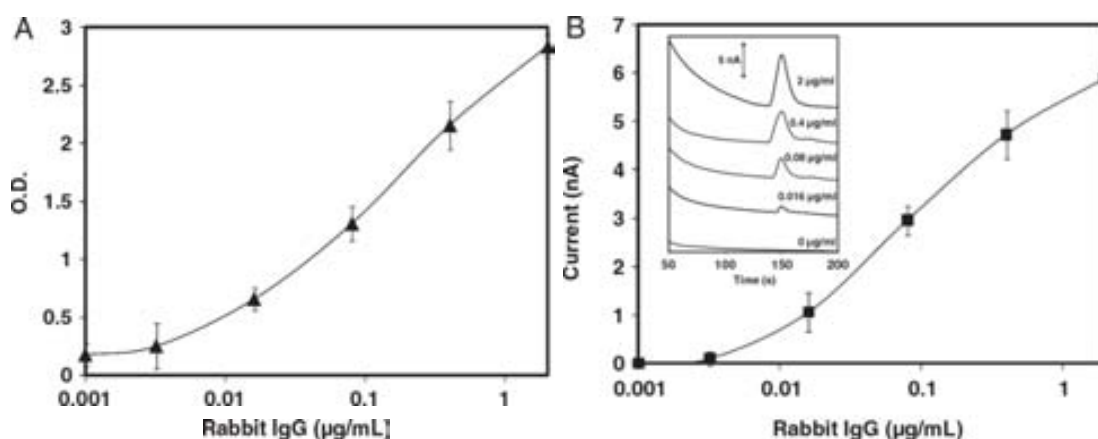 A
3
2.5
2
1.5
1
0.5
0
O.D.
0.001
0.01
0.1
1
Rabbit IgG (µg/mL)
B
7
6
5
4
3
2
1
0
Current (nA)
0.001
0.01
0.1
1
Rabbit IgG (µg/mL)
5 nA
2 µg/ml
0.4 µg/ml
0.08 µg/ml
0.016 µg/ml
0 µg/ml
50
100
150
200
Time (s)